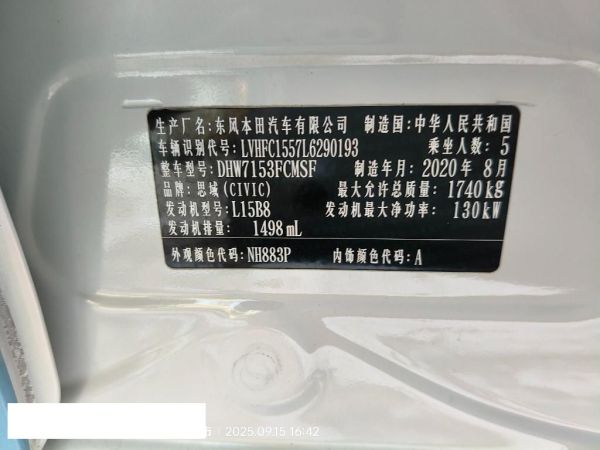 生产厂名:东风本田汽车有限公司 制造国:中华人民共和国
车辆识别代号:LVHFC1557L6290193 乘坐人数:5
整车型号:DHW7153FCMSF 制造年月:2020年8月
品牌:思域(CIVIC) 最大允许总质量:1740kg
发动机型号:L15B8 发动机最大净功率:130kW
发动机排量:1498mL
外观颜色代码:NH883P 内饰颜色代码:A
市 2025.09.15 16:42